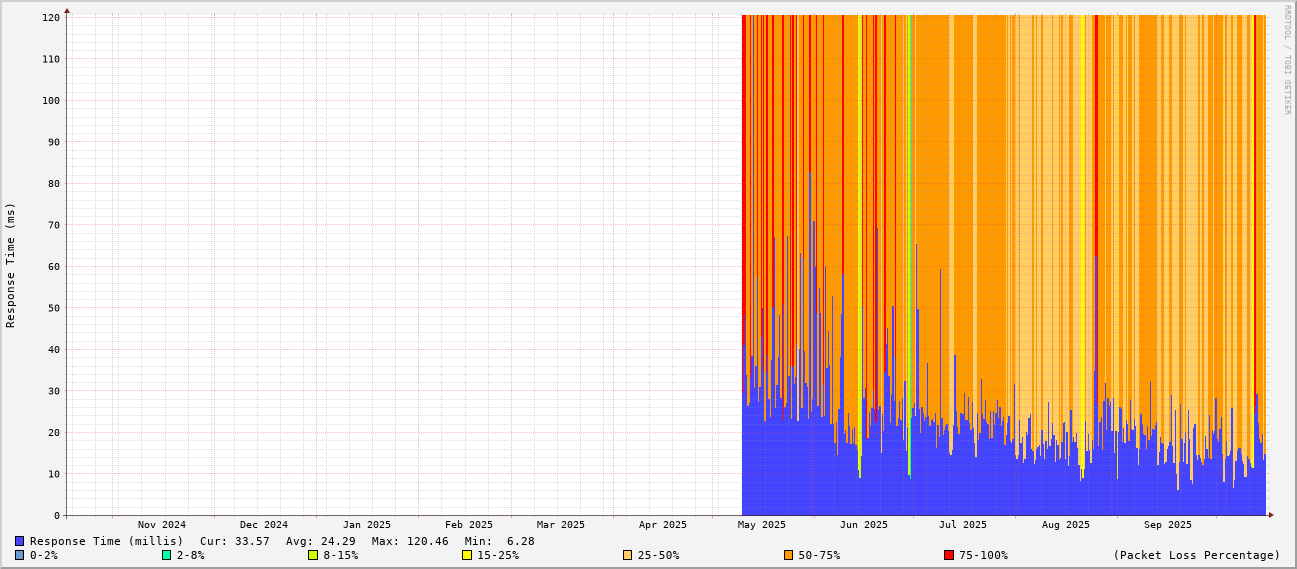 RRDTOOL / TOBI OETIKER
Response Time (ms)
120
110
100
90
80
70
60
50
40
30
20
10
0
Nov 2024 Dec 2024 Jan 2025 Feb 2025 Mar 2025 Apr 2025 May 2025 Jun 2025 Jul 2025 Aug 2025 Sep 2025
Response Time (millis) Cur: 33.57 Avg: 24.29 Max: 120.46 Min: 6.28
0-2% 2-8% 8-15% 15-25% 25-50% 50-75% 75-100% (Packet Loss Percentage)